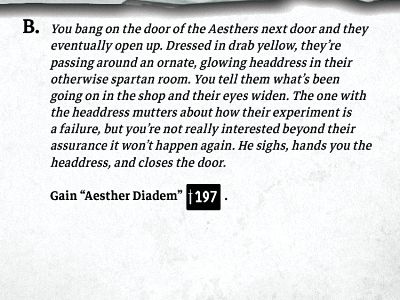 B. You bang on the door of the Aesthers next door and they
eventually open up. Dressed in drab yellow, they're
passing around an ornate, glowing headdress in their
otherwise spartan room. You tell them what's been
going on in the shop and their eyes widen. The one with
the headdress mutters about how their experiment is
a failure, but you're not really interested beyond their
assurance it won't happen again. He sighs, hands you the
headdress, and closes the door.
Gain "Aesther Diadem" †197 .